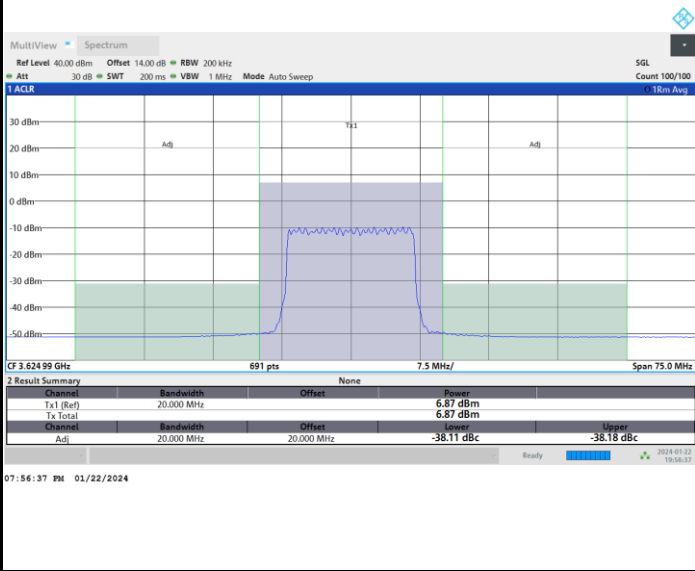 MultiView Spectrum
Ref Level 40.00 dBm Offset 14.00 dB RBW 200 kHz SGL
Att 30 dB SWT 200 ms VBW 1 MHz Mode Auto Sweep Count 100/100
1 ACLR 1Rm Avg
30 dBm
Tx1
20 dBm Adj Adj
10 dBm
0 dBm
-10 dBm
-20 dBm
-30 dBm
-40 dBm
-50 dBm
CF 3.624 99 GHz 691 pts 7.5 MHz/ Span 75.0 MHz
2 Result Summary None
Channel Bandwidth Offset Power
Tx1 (Ref) 20.000 MHz 6.87 dBm
Tx Total 6.87 dBm
Channel Bandwidth Offset Lower Upper
Adj 20.000 MHz 20.000 MHz -38.11 dBc -38.18 dBc
Ready 2024-01-22
19:56:37
07:56:37 PM 01/22/2024